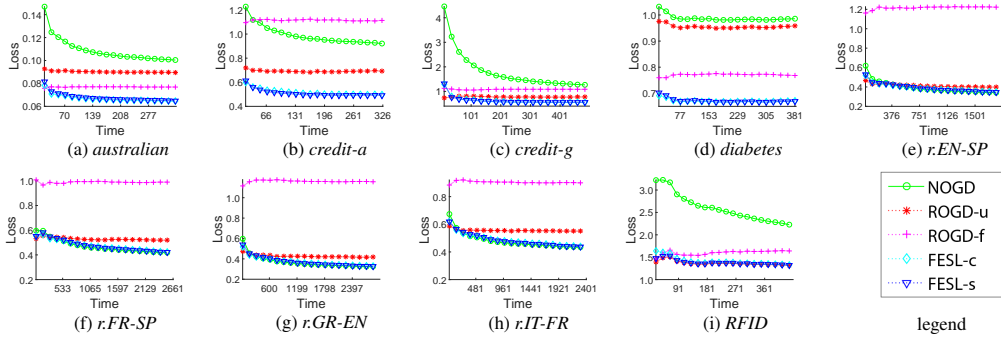 0.14
0.12
0.10
0.08
0.06
Loss
70 139 208 277
Time
(a) australian
1.2
1.0
0.8
0.6
0.4
Loss
66 131 196 261 326
Time
(b) credit-a
4
3
2
1
Loss
101 201 301 401
Time
(c) credit-g
1.0
0.9
0.8
0.7
Loss
77 153 229 305 381
Time
(d) diabetes
1.2
1.0
0.8
0.6
0.4
0.2
Loss
376 751 1126 1501
Time
(e) r.EN-SP
1.0
0.8
0.6
0.4
0.2
Loss
533 1065 1597 2129 2661
Time
(f) r.FR-SP
1.2
1.0
0.8
0.6
0.4
0.2
Loss
600 1199 1798 2397
Time
(g) r.GR-EN
0.8
0.6
0.4
0.2
Loss
481 961 1441 1921 2401
Time
(h) r.IT-FR
3.0
2.5
2.0
1.5
1.0
Loss
91 181 271 361
Time
(i) RFID
NOGD
ROGD-u
ROGD-f
FESL-c
FESL-s
legend